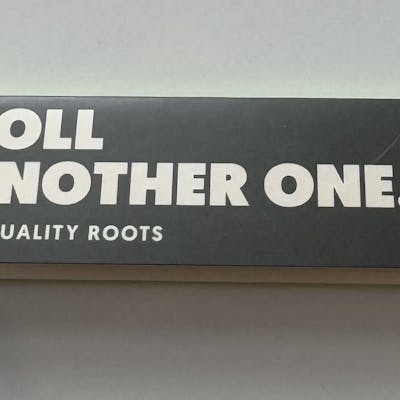 OLL
NOTHER ONE.
UALITY ROOTS